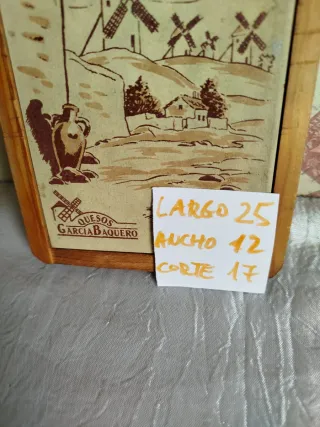 QUESOS
GARCIA BAQUERO
LARGO 25
ANCHO 12
CORTE 17